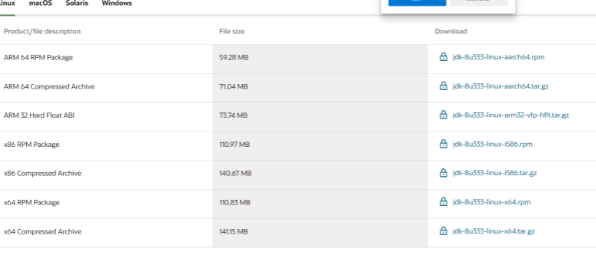 macOS Solaris Windows
Product/file description File size Download
ARM 64 RPM Package 59.28 MB jdk-8u333-linux-aarch64.rpm
ARM 64 Compressed Archive 71.04 MB jdk-8u333-linux-aarch64.tar.gz
ARM 32 Hard Float ABI 73.74 MB jdk-8u333-linux-arm32-vfp-hflt.tar.gz
x86 RPM Package 110.97 MB jdk-8u333-linux-i586.rpm
x86 Compressed Archive 140.67 MB jdk-8u333-linux-i586.tar.gz
x64 RPM Package 110.83 MB jdk-8u333-linux-x64.rpm
x64 Compressed Archive 141.15 MB jdk-8u333-linux-x64.tar.gz